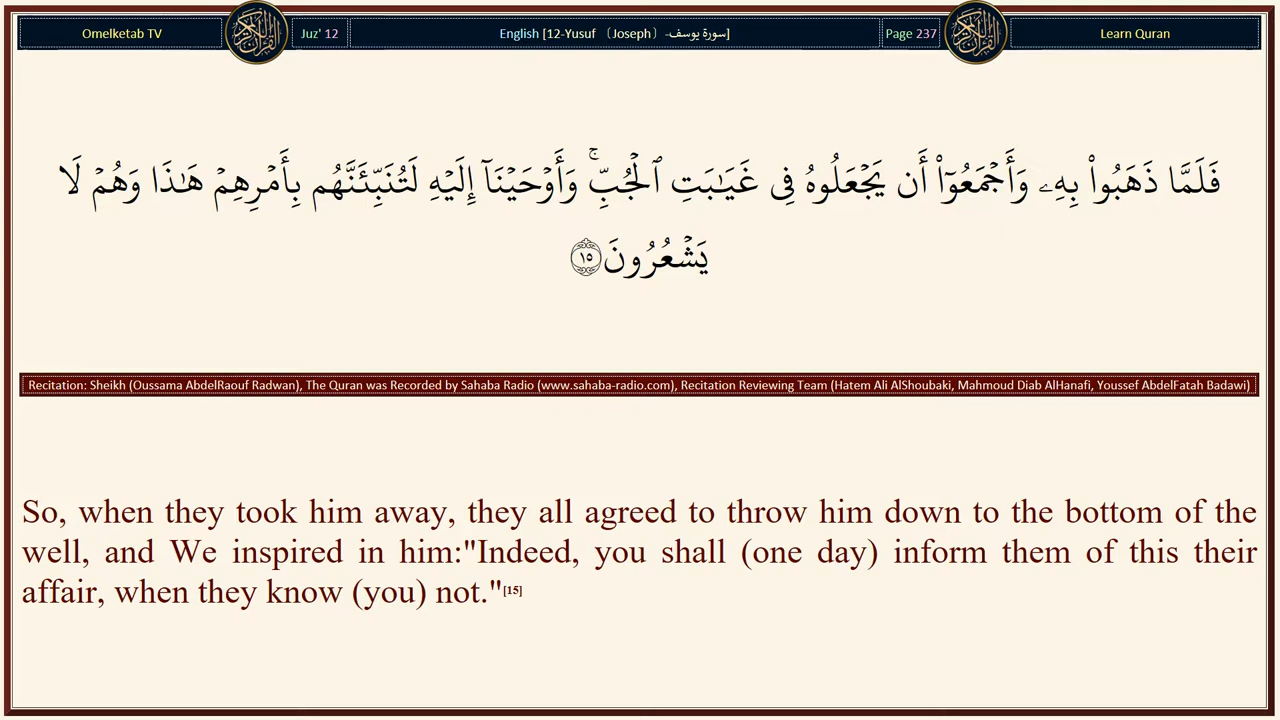 Omelketab TV
Juz' 12
English [12-Yusuf (Joseph) -سورة يوسف]
Page 237
Learn Quran
فَلَمَّا ذَهَبُوا۟ بِهِۦ وَأَجْمَعُوٓا۟ أَن يَجْعَلُوهُ فِى غَيَـٰبَتِ ٱلْجُبِّ ۚ وَأَوْحَيْنَآ إِلَيْهِ لَتُنَبِّئَنَّهُم بِأَمْرِهِمْ هَـٰذَا وَهُمْ لَا
يَشْعُرُونَ ١٥
Recitation: Sheikh (Oussama AbdelRaouf Radwan), The Quran was Recorded by Sahaba Radio (www.sahaba-radio.com), Recitation Reviewing Team (Hatem Ali AlShoubaki, Mahmoud Diab AlHanafi, Youssef AbdelFatah Badawi)
So, when they took him away, they all agreed to throw him down to the bottom of the
well, and We inspired in him:"Indeed, you shall (one day) inform them of this their
affair, when they know (you) not."[15]